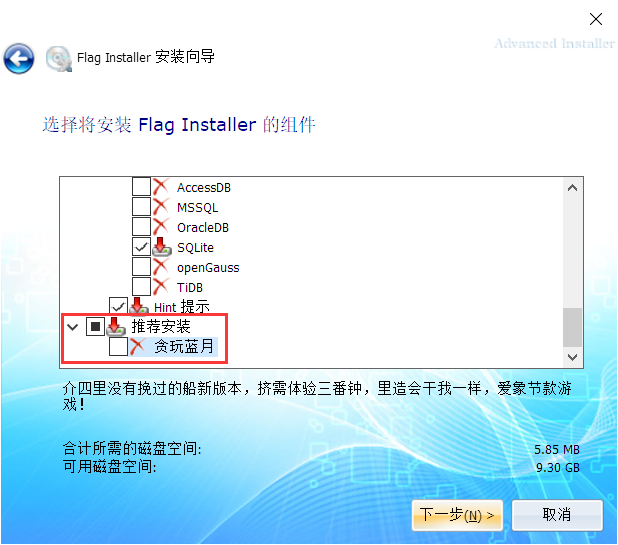 Flag Installer 安装向导
Advanced Installer
选择将安装 Flag Installer 的组件
AccessDB
MSSQL
OracleDB
SQLite
openGauss
TiDB
Hint 提示
推荐安装
贪玩蓝月
介四里没有换过的船新版本，挤需体验三番钟，里造会干我一样，爱象节款游
戏！
合计所需的磁盘空间: 5.85 MB
可用磁盘空间: 9.30 GB
下一步(N) > 取消